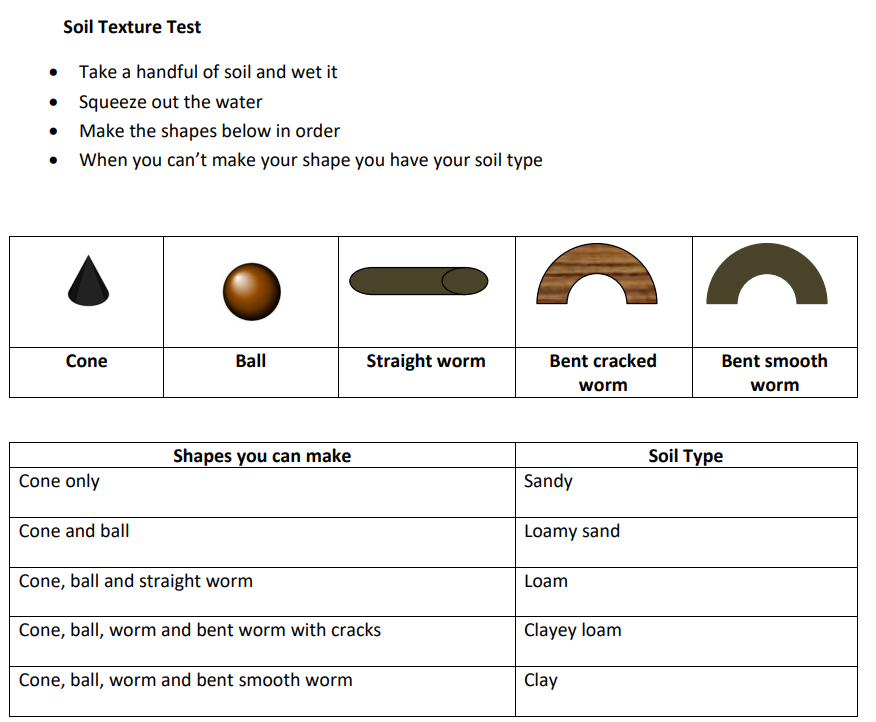 Soil Texture Test
• Take a handful of soil and wet it
• Squeeze out the water
• Make the shapes below in order
• When you can’t make your shape you have your soil type
Cone Ball Straight worm Bent cracked worm Bent smooth worm
Shapes you can make Soil Type
Cone only Sandy
Cone and ball Loamy sand
Cone, ball and straight worm Loam
Cone, ball, worm and bent worm with cracks Clayey loam
Cone, ball, worm and bent smooth worm Clay